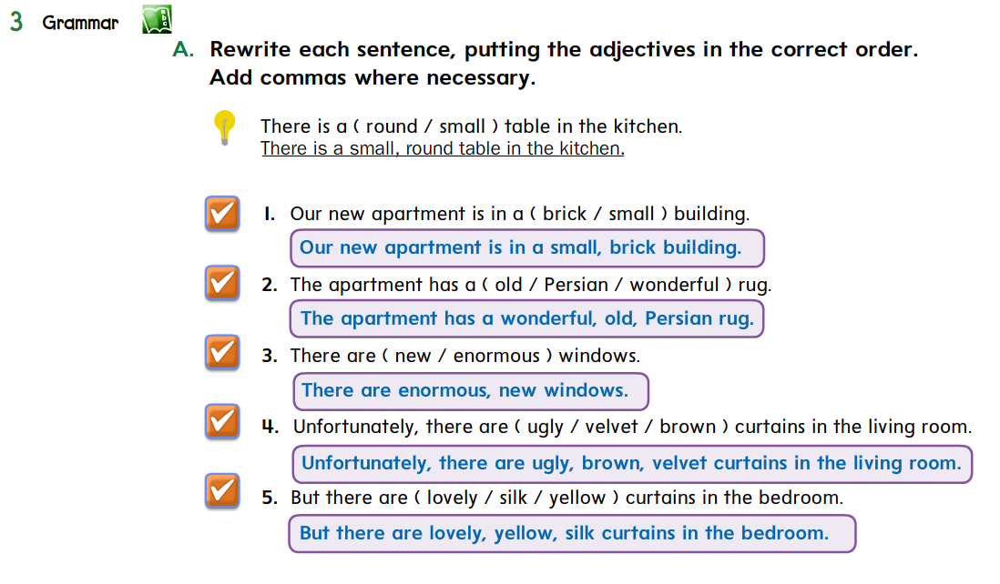 3 Grammar
abc
A. Rewrite each sentence, putting the adjectives in the correct order.
Add commas where necessary.
There is a ( round / small ) table in the kitchen.
There is a small, round table in the kitchen.
1. Our new apartment is in a ( brick / small ) building.
Our new apartment is in a small, brick building.
2. The apartment has a ( old / Persian / wonderful ) rug.
The apartment has a wonderful, old, Persian rug.
3. There are ( new / enormous ) windows.
There are enormous, new windows.
4. Unfortunately, there are ( ugly / velvet / brown ) curtains in the living room.
Unfortunately, there are ugly, brown, velvet curtains in the living room.
5. But there are ( lovely / silk / yellow ) curtains in the bedroom.
But there are lovely, yellow, silk curtains in the bedroom.